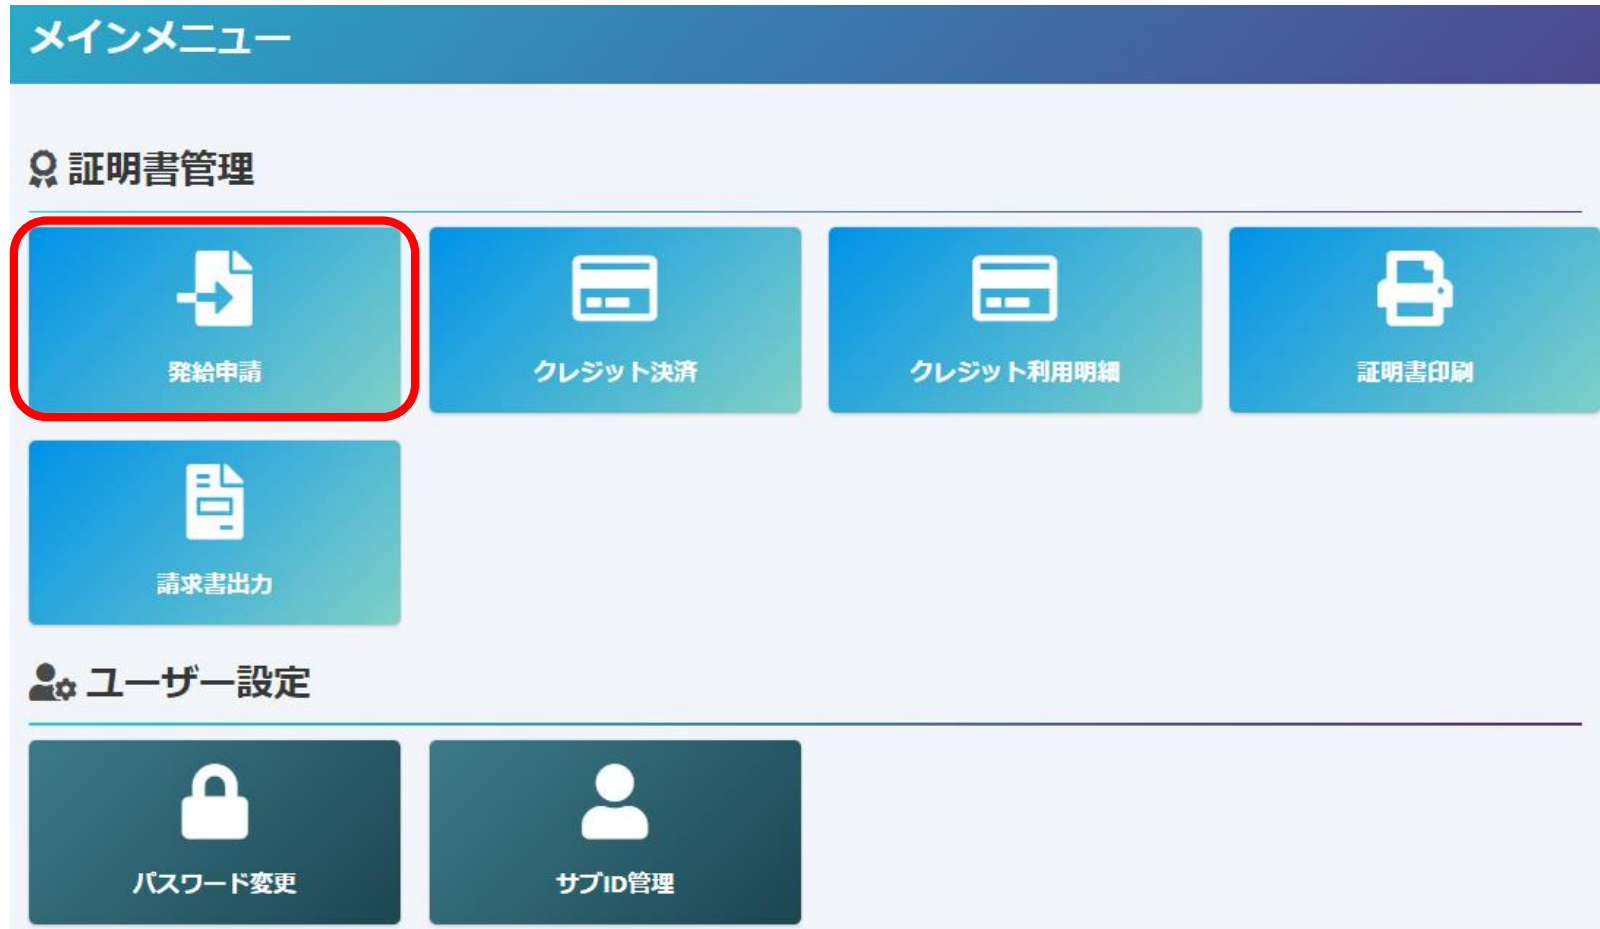 メインメニュー
証明書管理
発給申請
クレジット決済
クレジット利用明細
証明書印刷
請求書出力
ユーザー設定
パスワード変更
サブID管理